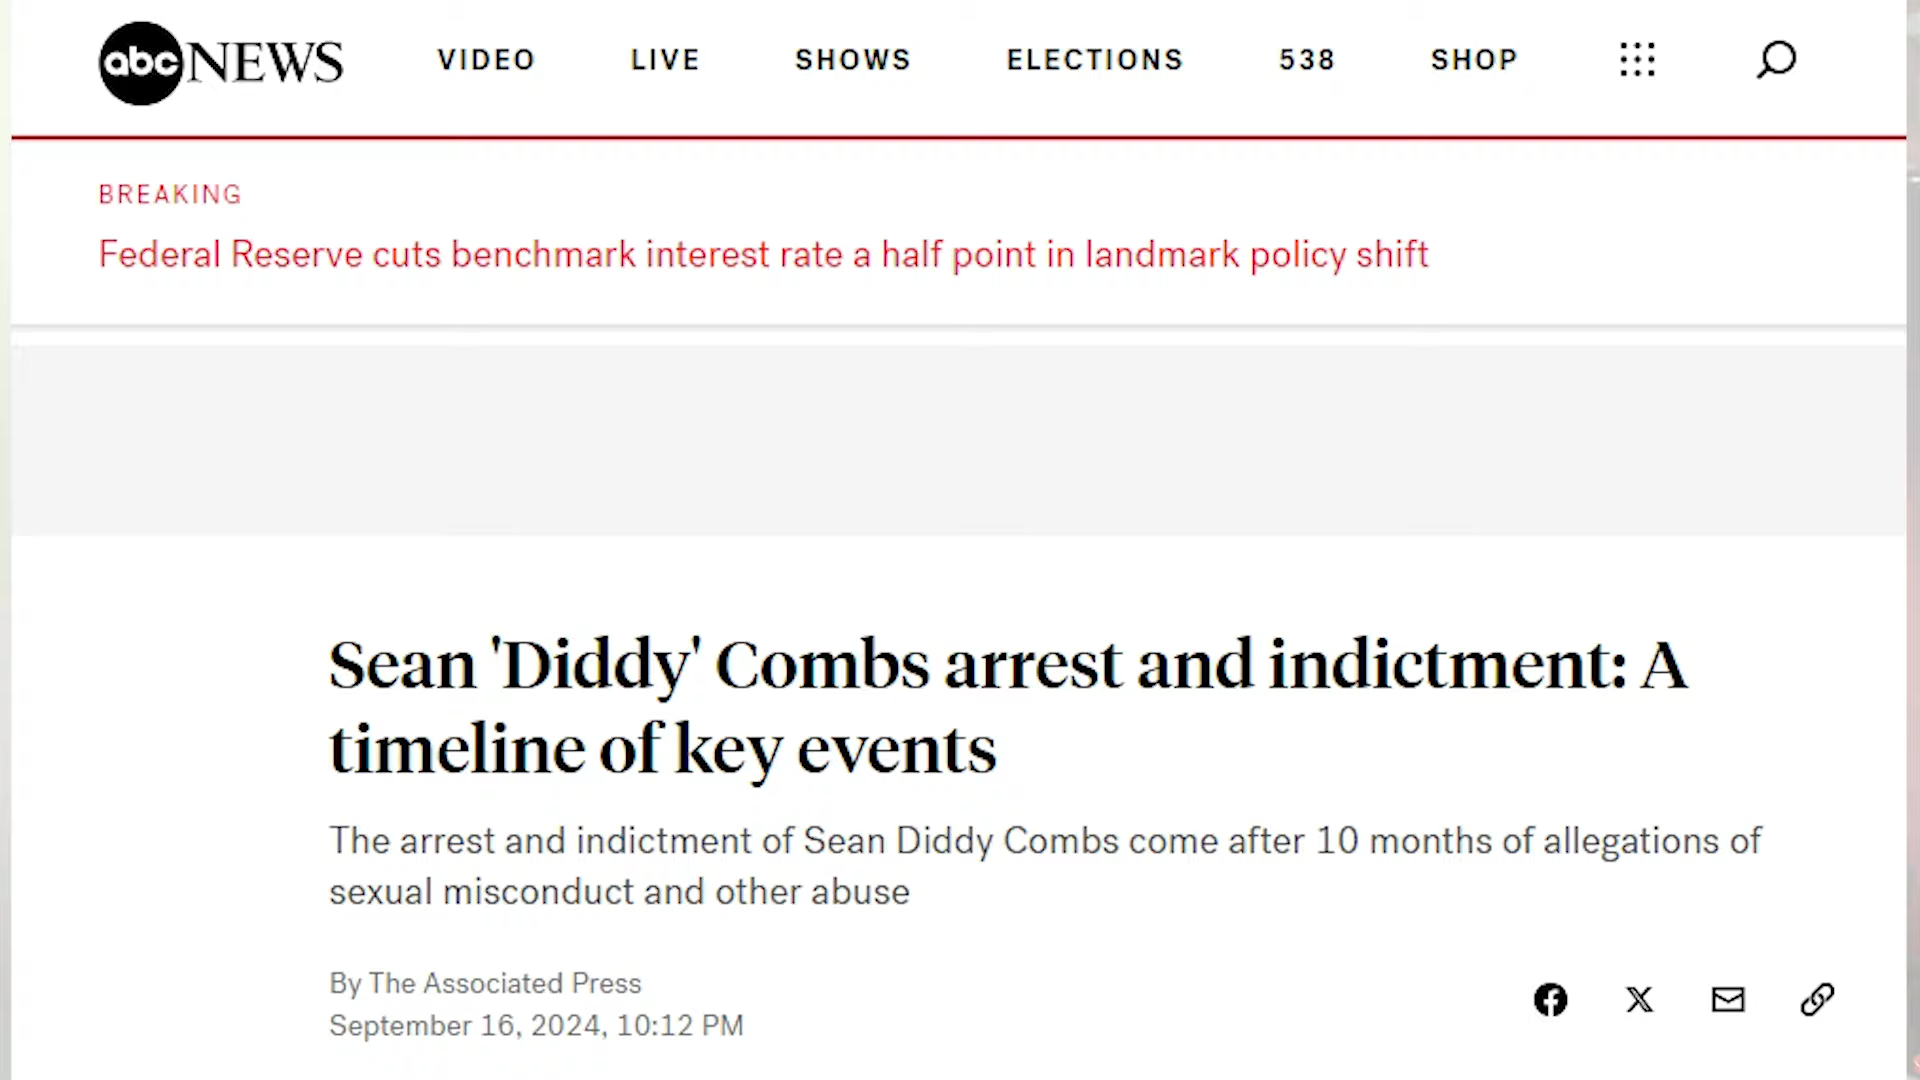 abc NEWS VIDEO LIVE SHOWS ELECTIONS 538 SHOP
BREAKING
Federal Reserve cuts benchmark interest rate a half point in landmark policy shift
Sean 'Diddy' Combs arrest and indictment: A
timeline of key events
The arrest and indictment of Sean Diddy Combs come after 10 months of allegations of
sexual misconduct and other abuse
By The Associated Press
September 16, 2024, 10:12 PM